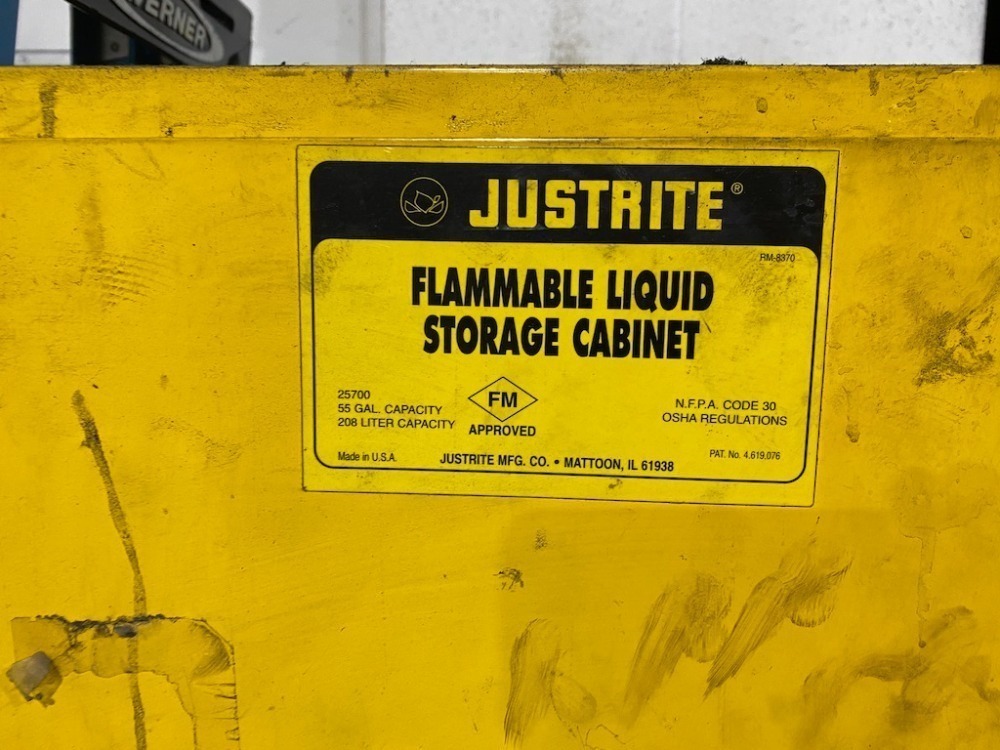 WERNER
JUSTRITE®
RM-8370
FLAMMABLE LIQUID
STORAGE CABINET
25700
55 GAL. CAPACITY
208 LITER CAPACITY
FM
APPROVED
N.F.P.A. CODE 30
OSHA REGULATIONS
Made in U.S.A.
JUSTRITE MFG. CO. • MATTOON, IL 61938
PAT. No. 4.619.076